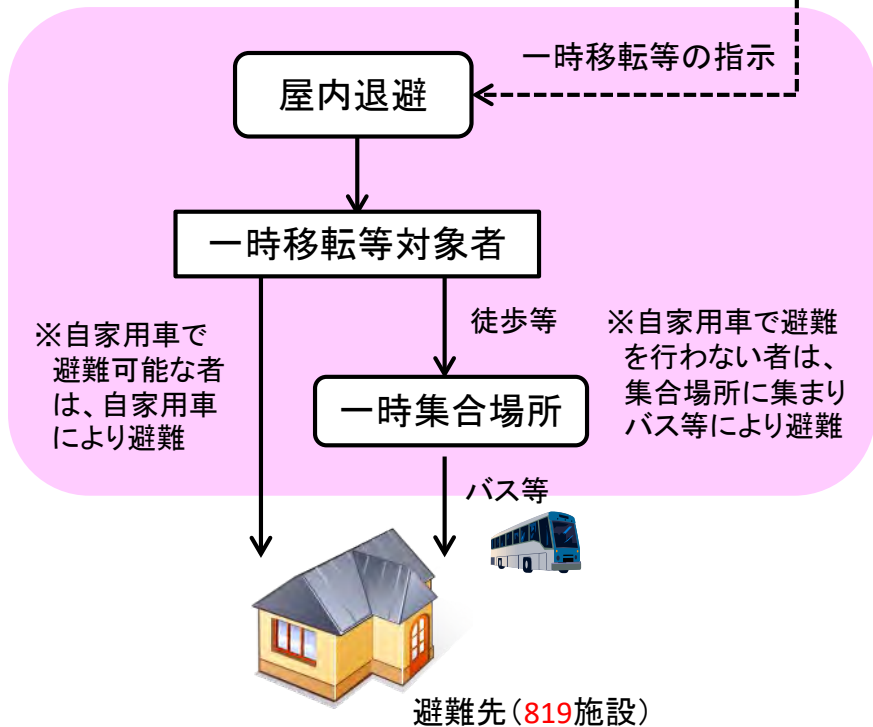 一時移転等の指示
屋内退避
一時移転等対象者
※自家用車で
避難可能な者
は、自家用車
により避難
徒歩等
※自家用車で避難
を行わない者は、
集合場所に集まり
バス等により避難
一時集合場所
バス等
避難先(819施設)